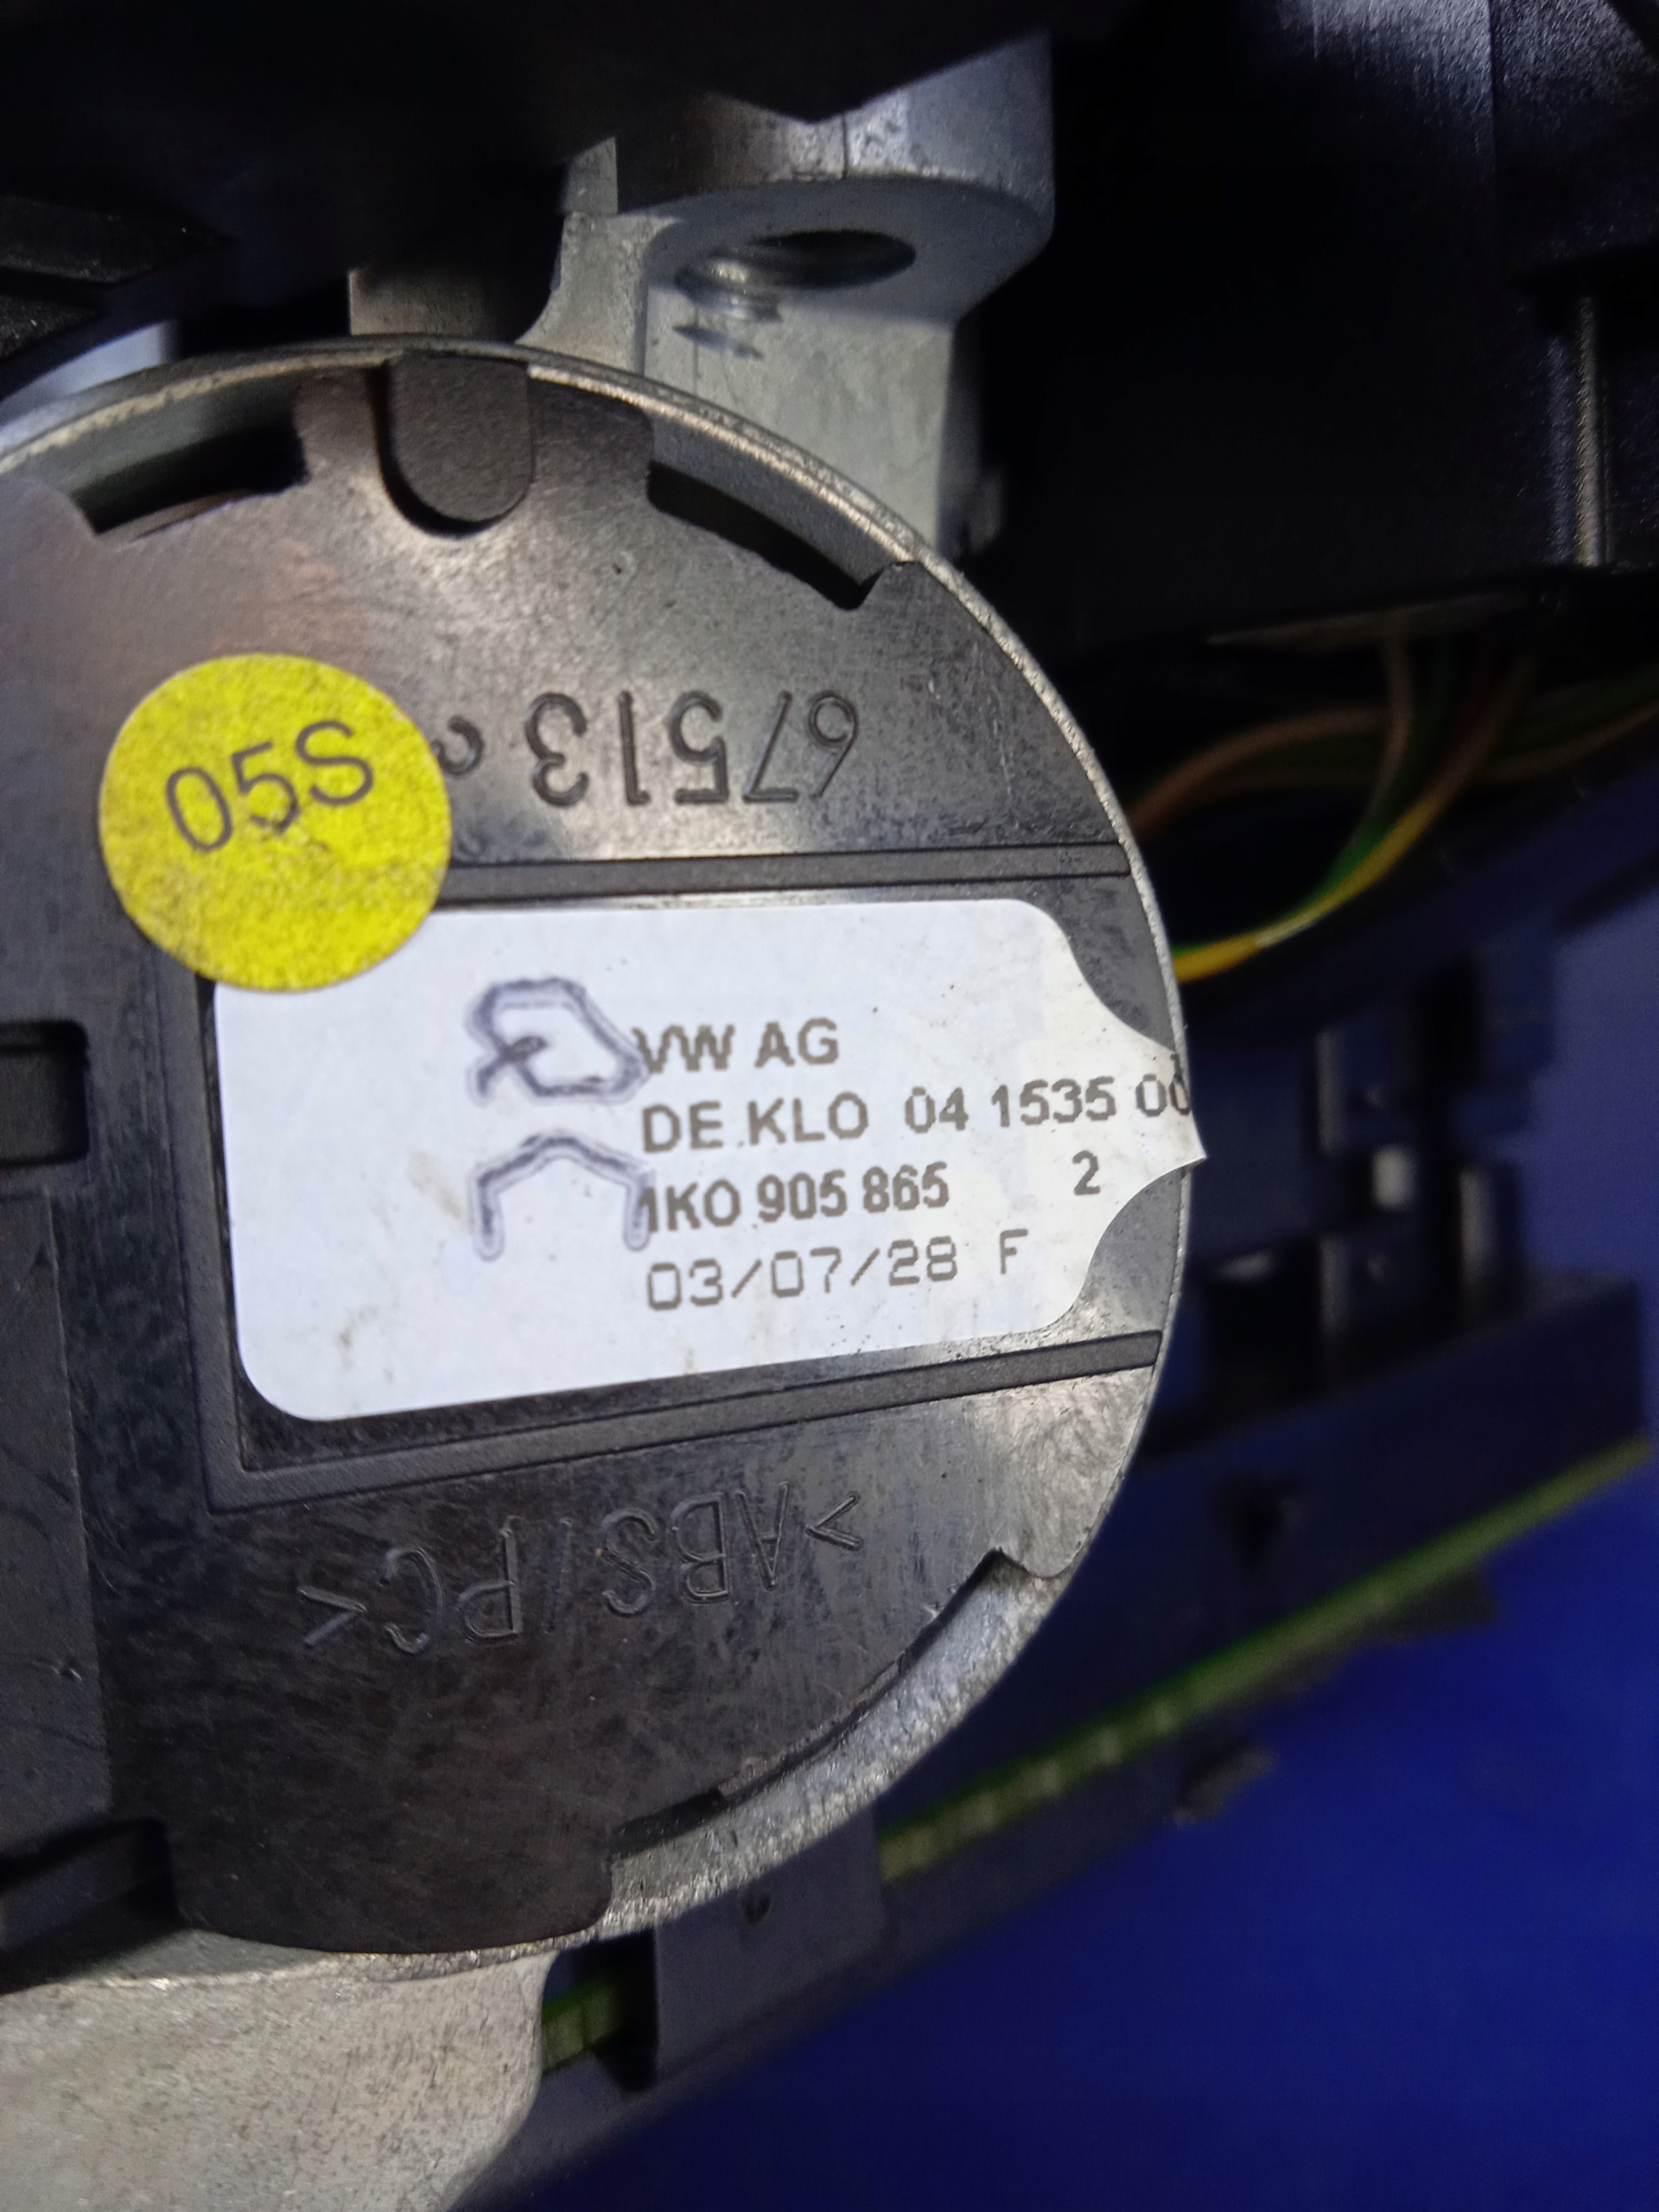 67513
05S
VW AG
DE KLO 04 1535 00
1K0 905 865 2
03/07/28 F
>ABS/PC<